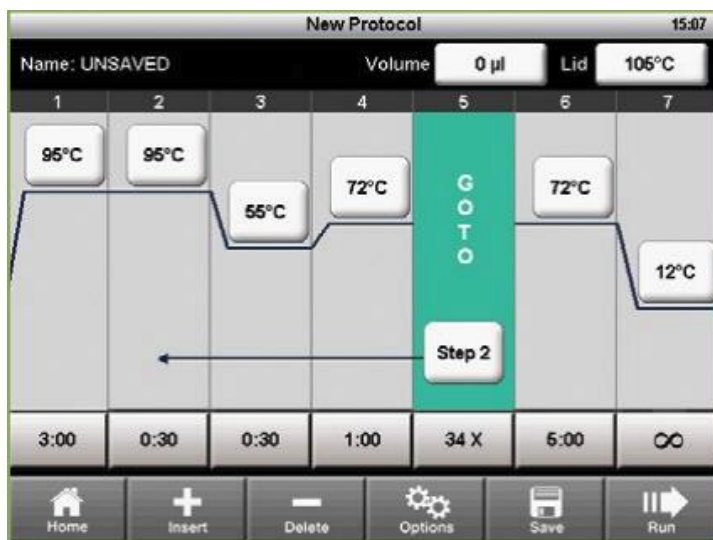 New Protocol 15:07
Name: UNSAVED Volume 0 µl Lid 105°C
1 2 3 4 5 6 7
95°C 95°C 55°C 72°C GOTO 72°C 12°C
Step 2
3:00 0:30 0:30 1:00 34 X 5:00 ∞
Home Insert Delete Options Save Run